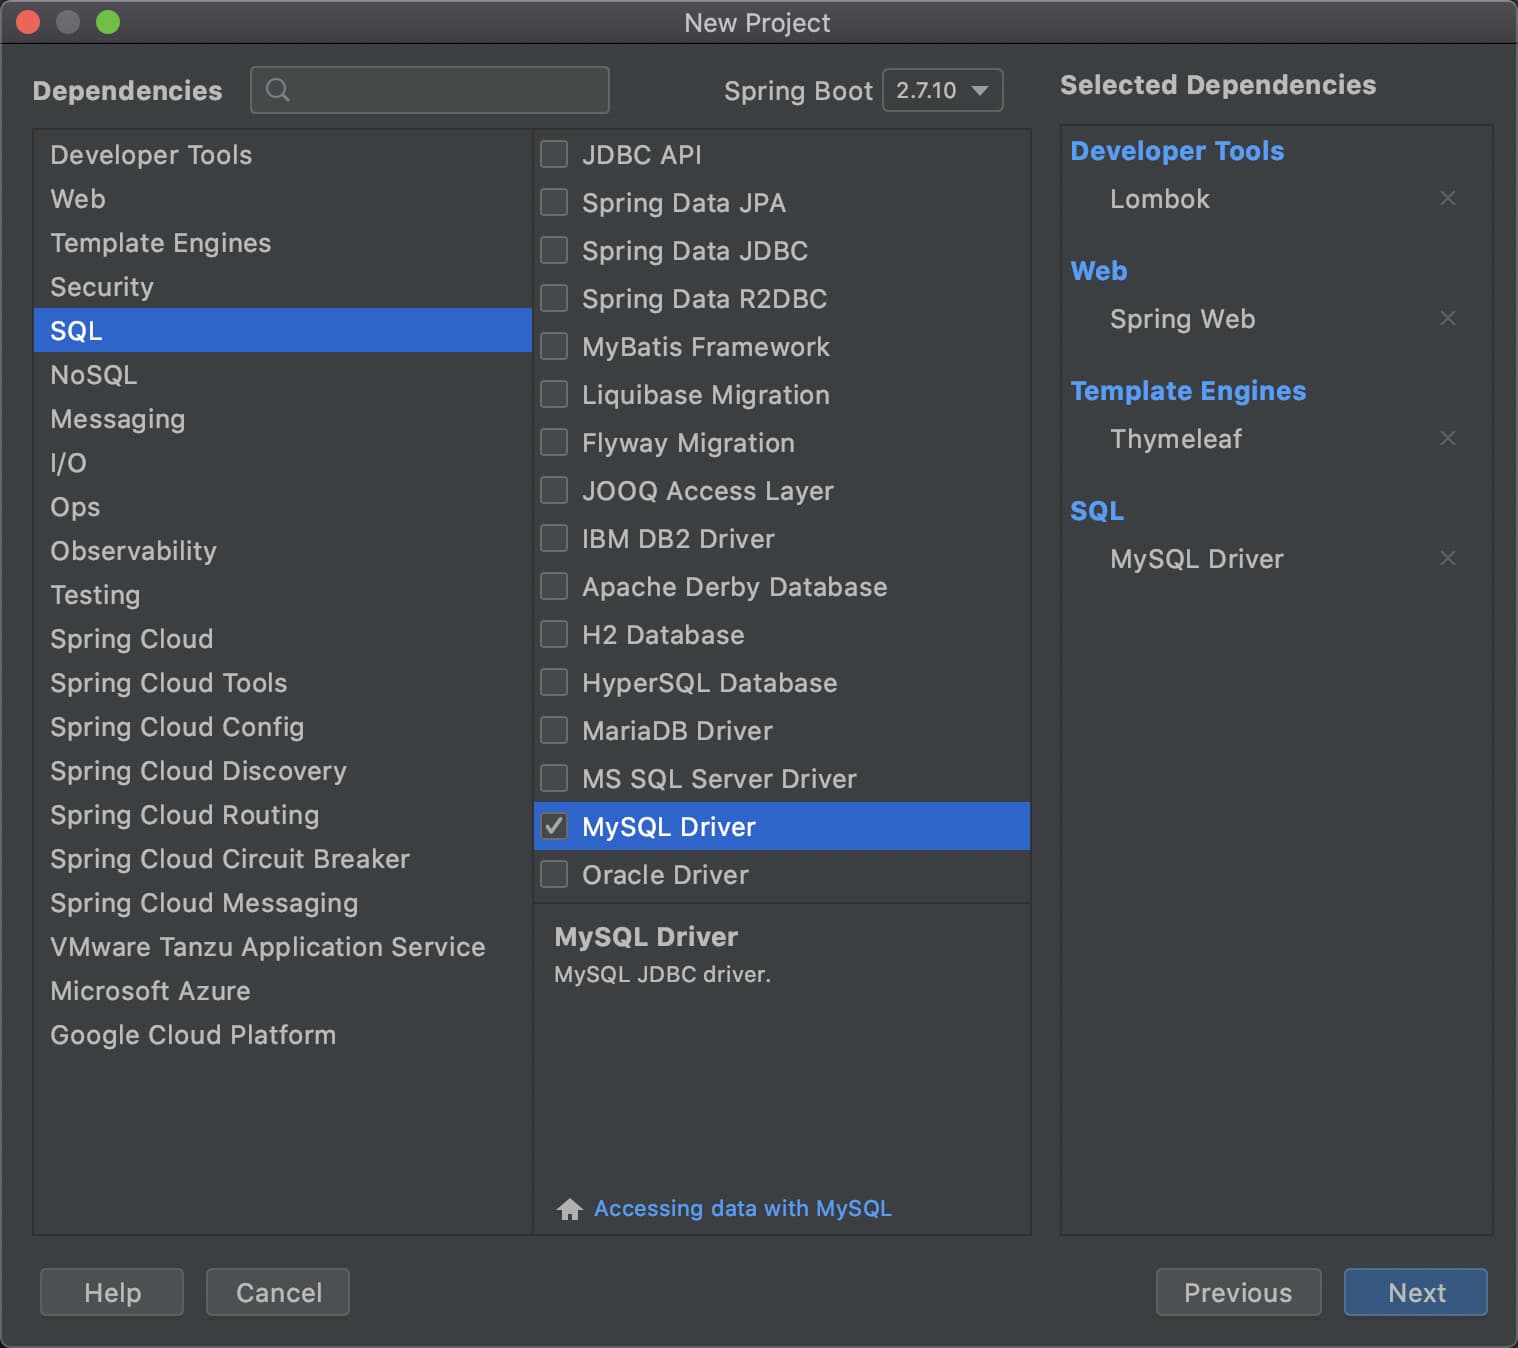 New Project
Dependencies
Spring Boot 2.7.10
Developer Tools
Web
Template Engines
Security
SQL
NoSQL
Messaging
I/O
Ops
Observability
Testing
Spring Cloud
Spring Cloud Tools
Spring Cloud Config
Spring Cloud Discovery
Spring Cloud Routing
Spring Cloud Circuit Breaker
Spring Cloud Messaging
VMware Tanzu Application Service
Microsoft Azure
Google Cloud Platform
JDBC API
Spring Data JPA
Spring Data JDBC
Spring Data R2DBC
MyBatis Framework
Liquibase Migration
Flyway Migration
JOOQ Access Layer
IBM DB2 Driver
Apache Derby Database
H2 Database
HyperSQL Database
MariaDB Driver
MS SQL Server Driver
MySQL Driver
Oracle Driver
MySQL Driver
MySQL JDBC driver.
Accessing data with MySQL
Selected Dependencies
Developer Tools
Lombok
Web
Spring Web
Template Engines
Thymeleaf
SQL
MySQL Driver
Help
Cancel
Previous
Next